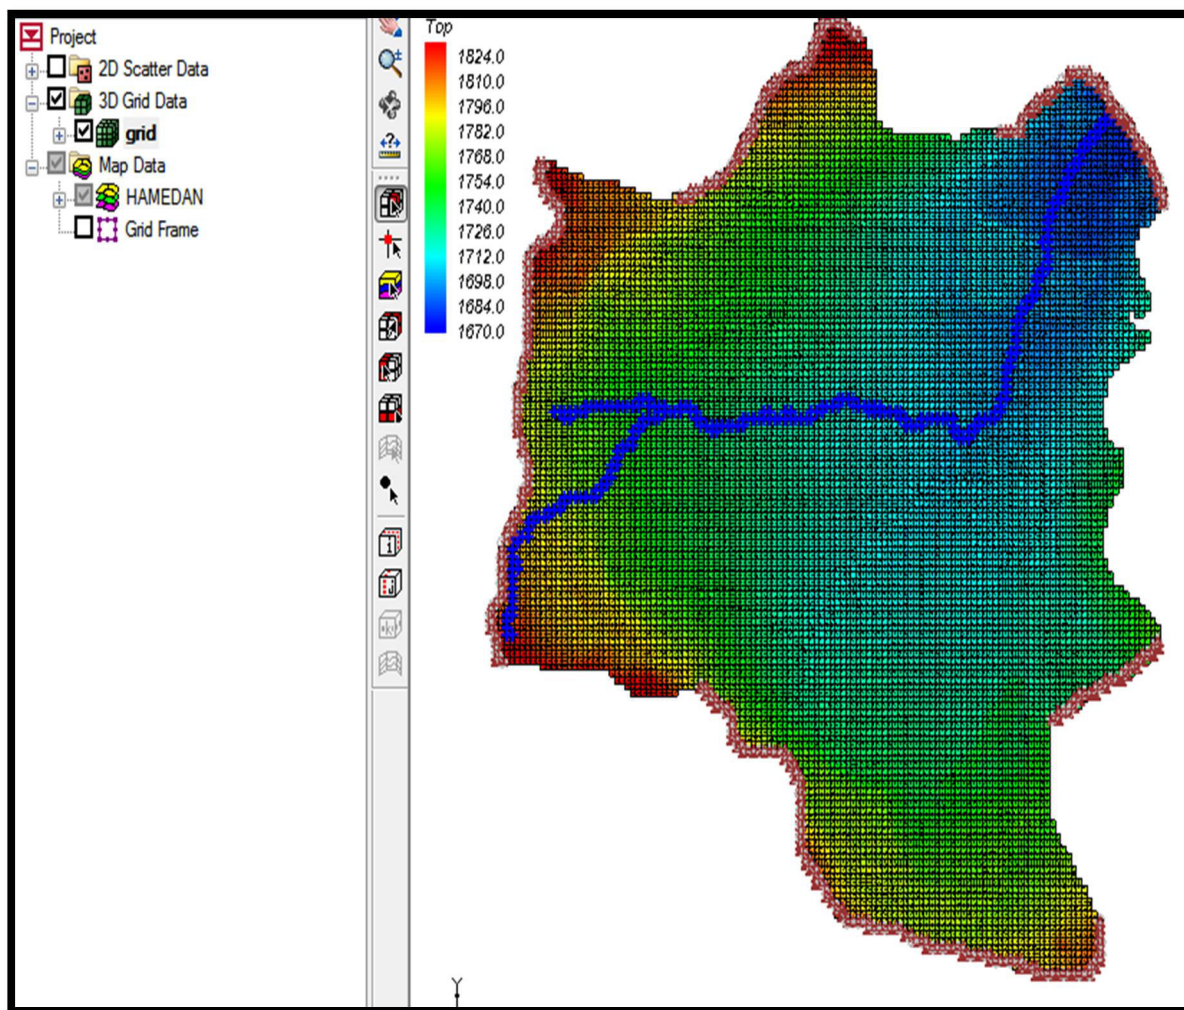 Project
2D Scatter Data
3D Grid Data
grid
Map Data
HAMEDAN
Grid Frame
Top
1824.0
1810.0
1796.0
1782.0
1768.0
1754.0
1740.0
1726.0
1712.0
1698.0
1684.0
1670.0
Y